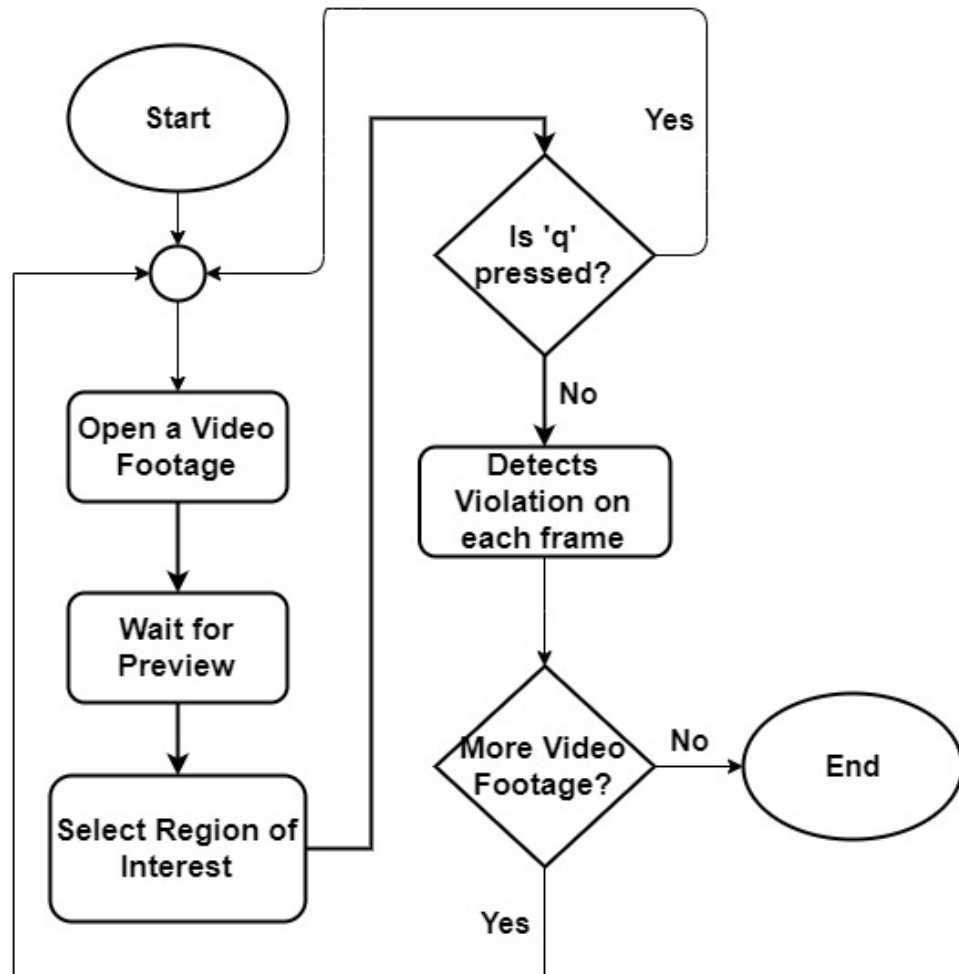 Start
Open a Video
Footage
Wait for
Preview
Select Region of
Interest
Is 'q'
pressed?
Yes
No
Detects
Violation on
each frame
More Video
Footage?
No
End
Yes